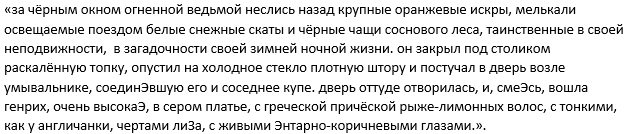 «за чёрным окном огненной ведьмой неслись назад крупные оранжевые искры, мелькали
освещаемые поездом белые снежные скаты и чёрные чащи соснового леса, таинственные в своей
неподвижности,  в загадочности своей зимней ночной жизни. он закрыл под столиком
раскалённую топку, опустил на холодное стекло плотную штору и постучал в дверь возле
умывальнике, соединЭвшую его и соседнее купе. дверь оттуде отворилась, и, смеЭсь, вошла
генрих, очень высокаЭ, в сером платье, с греческой причёской рыже-лимонных волос, с тонкими,
как у англичанки, чертами лиЗа, с живыми Энтарно-коричневыми глазами.».